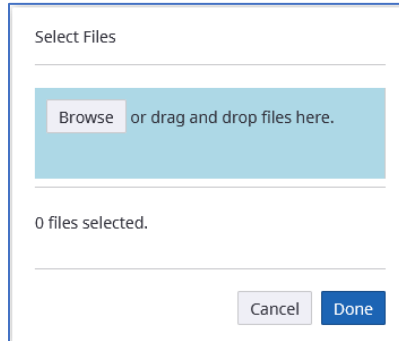 Select Files
Browse or drag and drop files here.
0 files selected.
Cancel Done